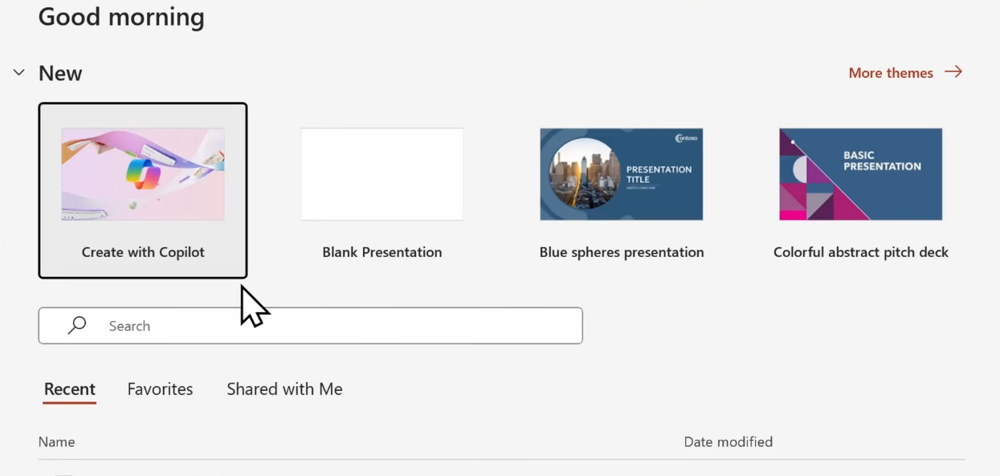 Good morning
New
More themes
Contoso
PRESENTATION
TITLE
BASIC
PRESENTATION
Create with Copilot
Blank Presentation
Blue spheres presentation
Colorful abstract pitch deck
Search
Recent
Favorites
Shared with Me
Name
Date modified